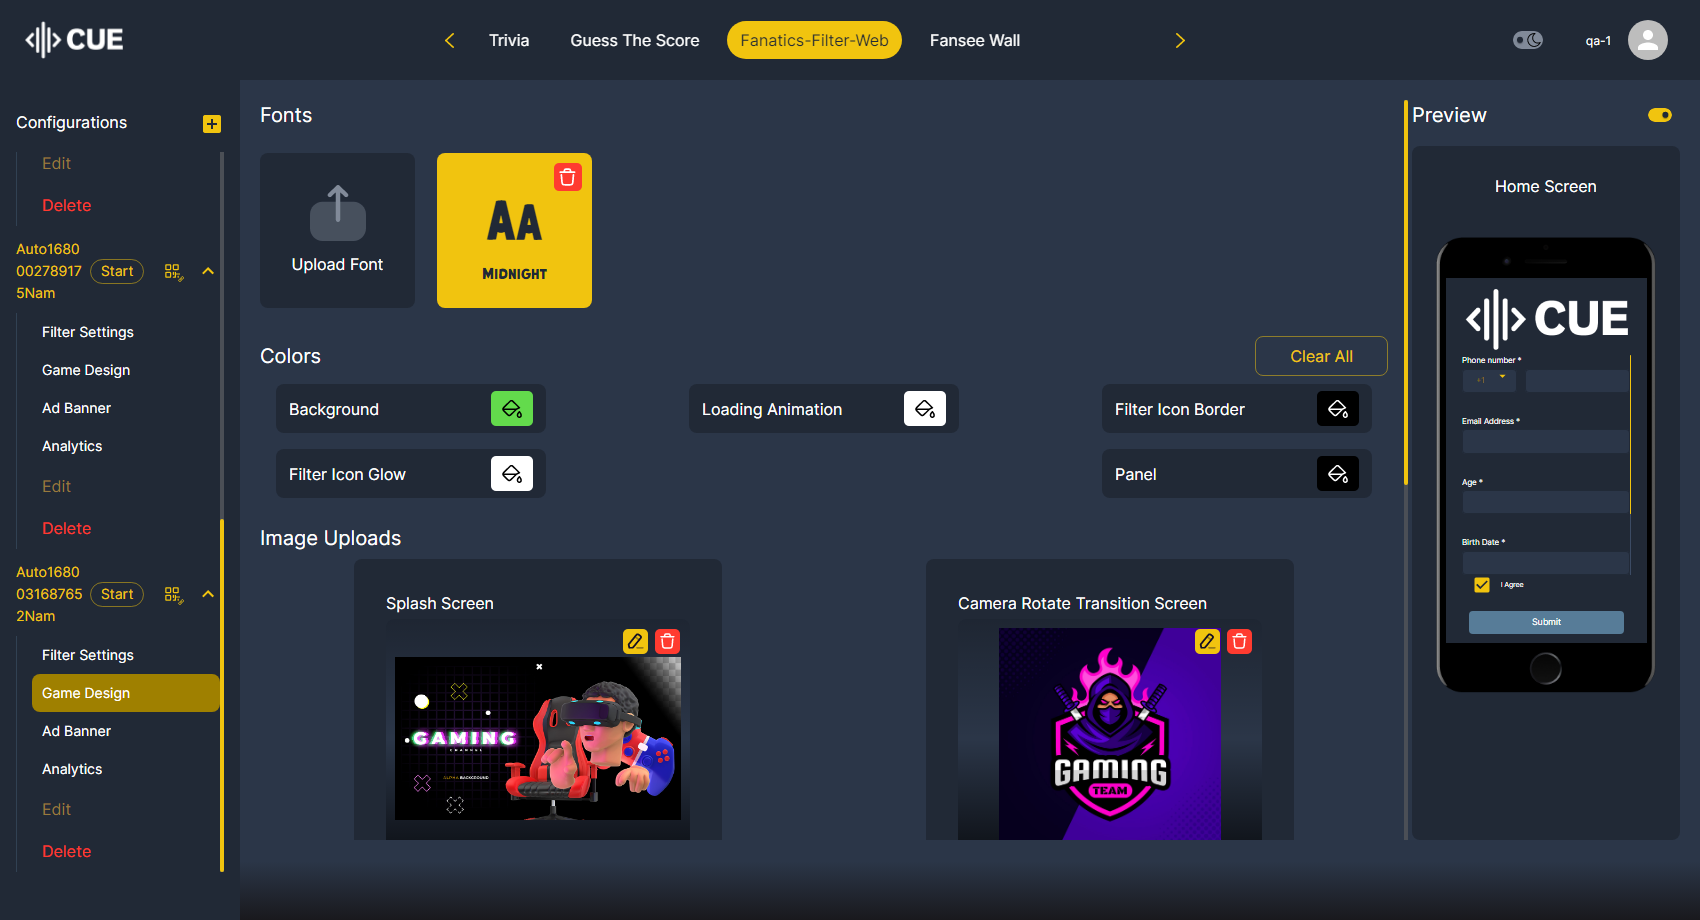 CUE
Trivia
Guess The Score
Fanatics-Filter-Web
Fansee Wall
qa-1
Configurations
Edit
Delete
Auto1680
00278917
5Nam
Start
Filter Settings
Game Design
Ad Banner
Analytics
Edit
Delete
Auto1680
03168765
2Nam
Start
Filter Settings
Game Design
Ad Banner
Analytics
Edit
Delete
Fonts
Upload Font
AA
MIDNIGHT
Colors
Clear All
Background
Loading Animation
Filter Icon Border
Filter Icon Glow
Panel
Image Uploads
Splash Screen
GAMING
CHANNEL
ALPHA BACKGROUND
Camera Rotate Transition Screen
GAMING
TEAM
Preview
Home Screen
CUE
Phone number *
+1
Email Address *
Age *
Birth Date *
I Agree
Submit